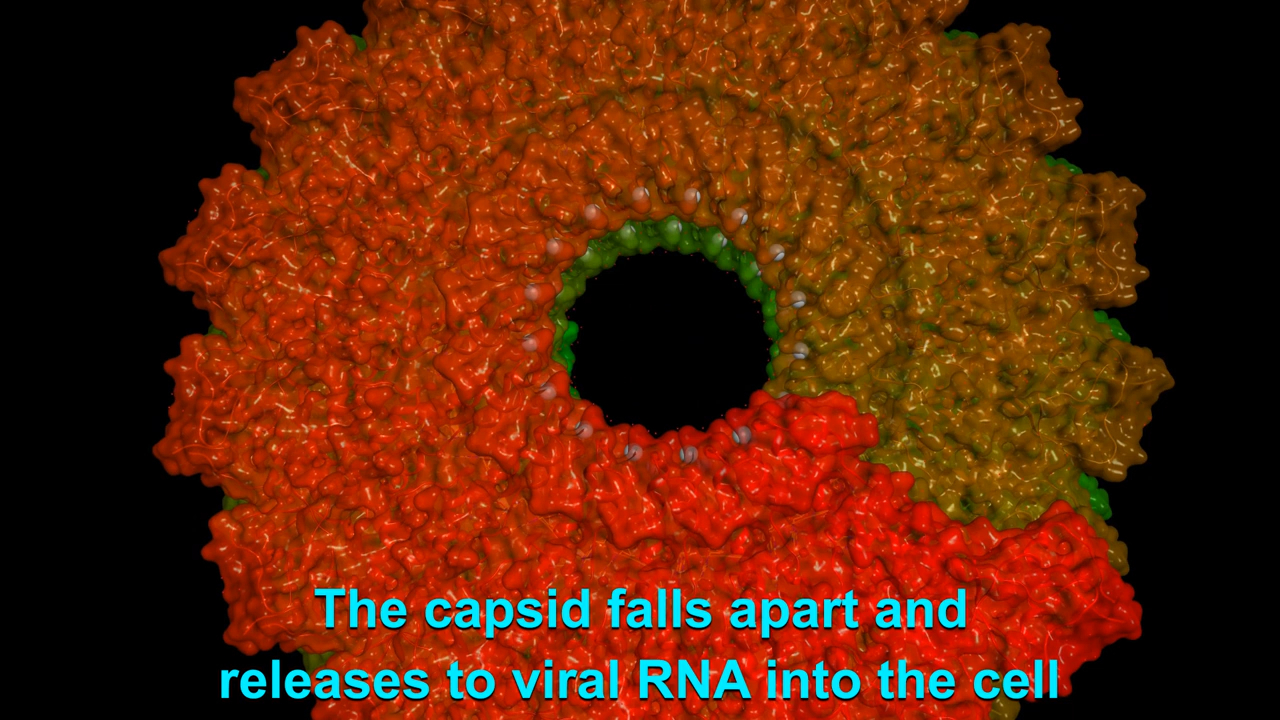 The capsid falls apart and
releases to viral RNA into the cell